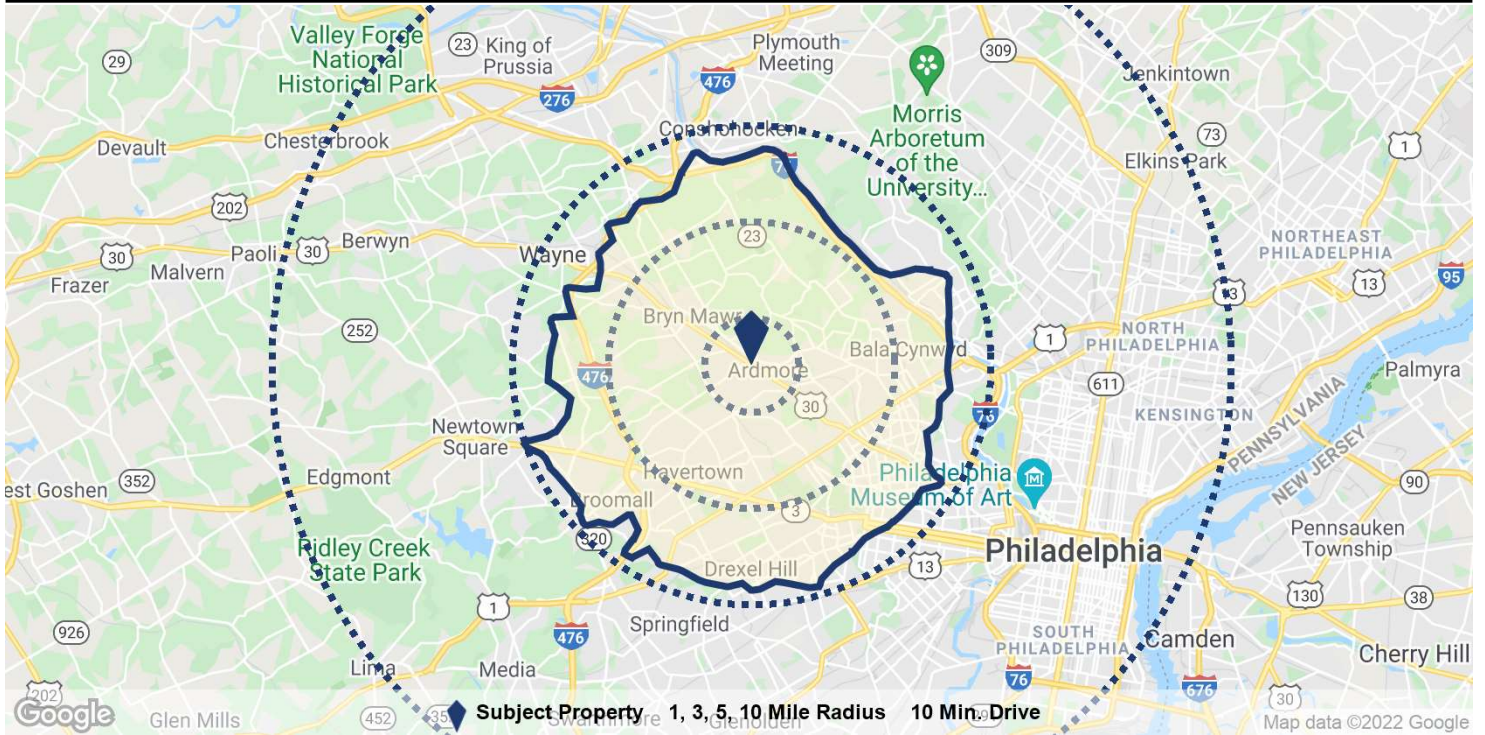 Valley Forge
National
Historical Park
29
23
King of
Prussia
Plymouth
Meeting
309
Jenkintown
476
276
Morris
Arboretum
of the
University...
73
1
Devault
Chesterbrook
Conshohocken
Elkins Park
202
Paoli
30
Berwyn
30
Malvern
Frazer
Wayne
23
NORTHEAST
PHILADELPHIA
13
95
13
252
Bryn Mawr
Bala Cynwyd
1
NORTH
PHILADELPHIA
476
Ardmore
30
611
Palmyra
76
KENSINGTON
PENNSYLVANIA
NEW JERSEY
Newtown
Square
Edgmont
352
Havertown
Philadelphia
Museum of Art
M
Broomall
3
90
320
Ridley Creek
State Park
Drexel Hill
13
Philadelphia
Pennsauken
Township
1
130
38
926
476
Springfield
SOUTH
PHILADELPHIA
Camden
Cherry Hill
Lima
Media
76
676
202
30
Google
Glen Mills
452
Swarthmore
Glenolden
Subject Property 1, 3, 5, 10 Mile Radius 10 Min. Drive
Map data ©2022 Google